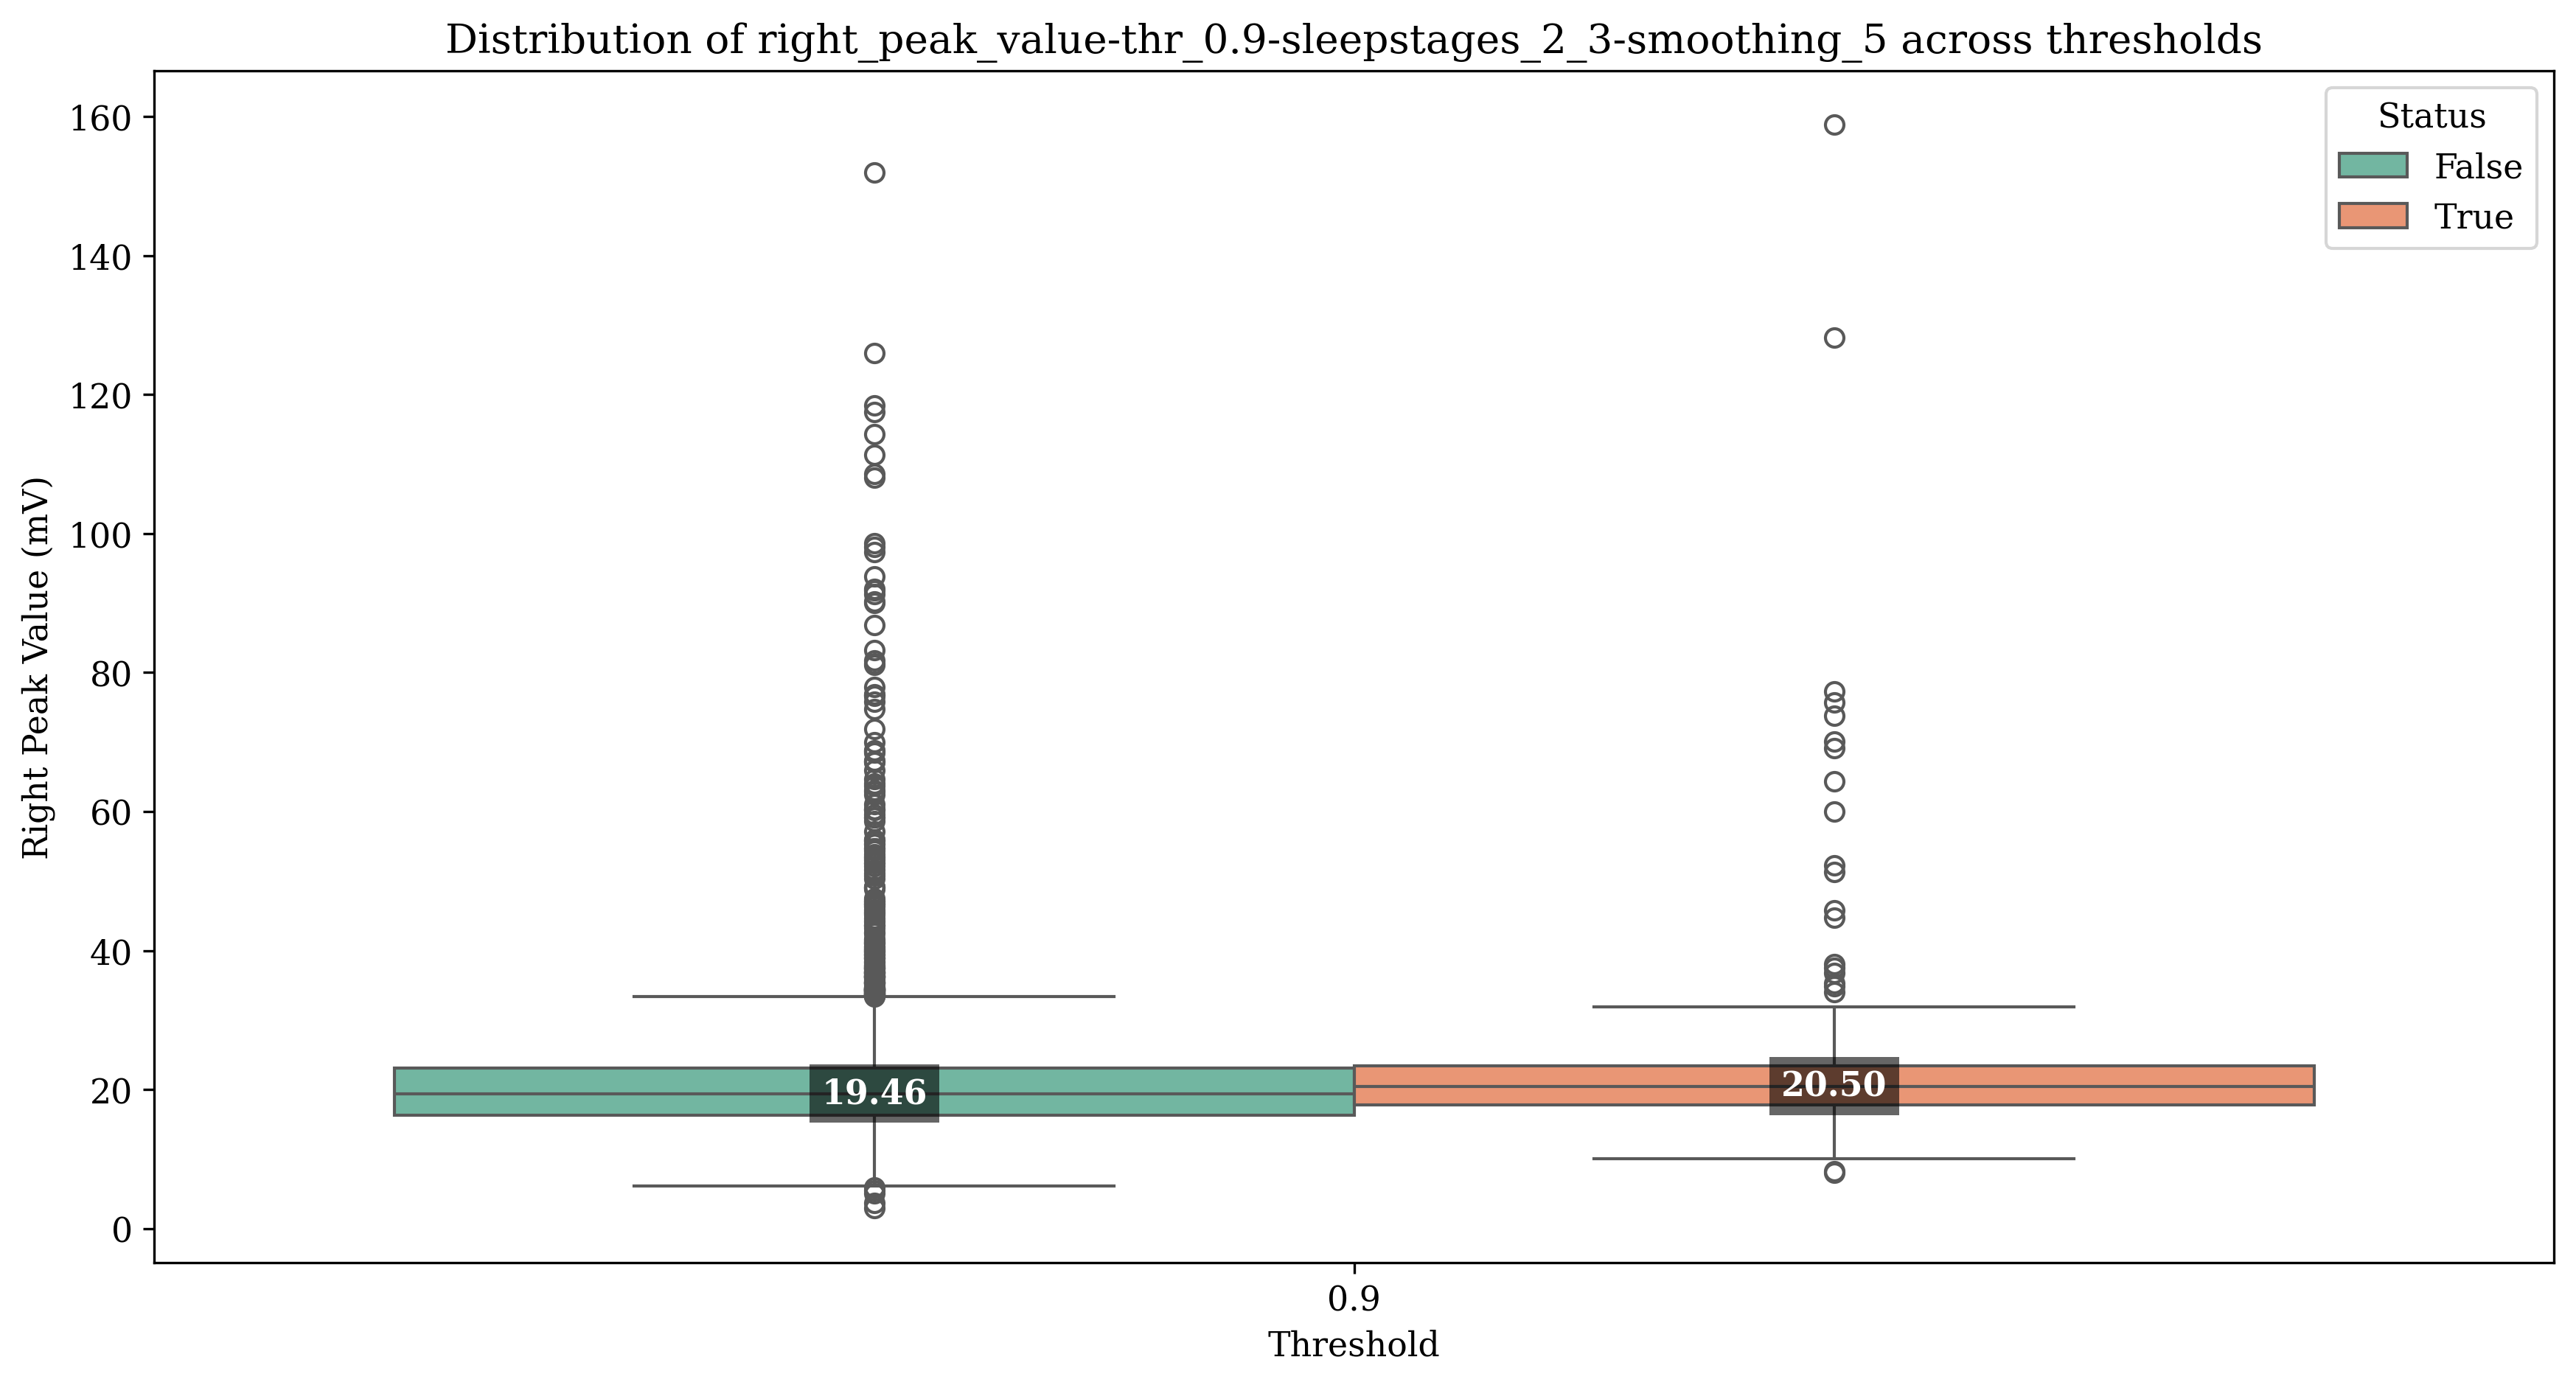 Distribution of right_peak_value-thr_0.9-sleepstages_2_3-smoothing_5 across thresholds
Right Peak Value (mV)
160
140
120
100
80
60
40
20
0
19.46
20.50
Status
False
True
0.9
Threshold